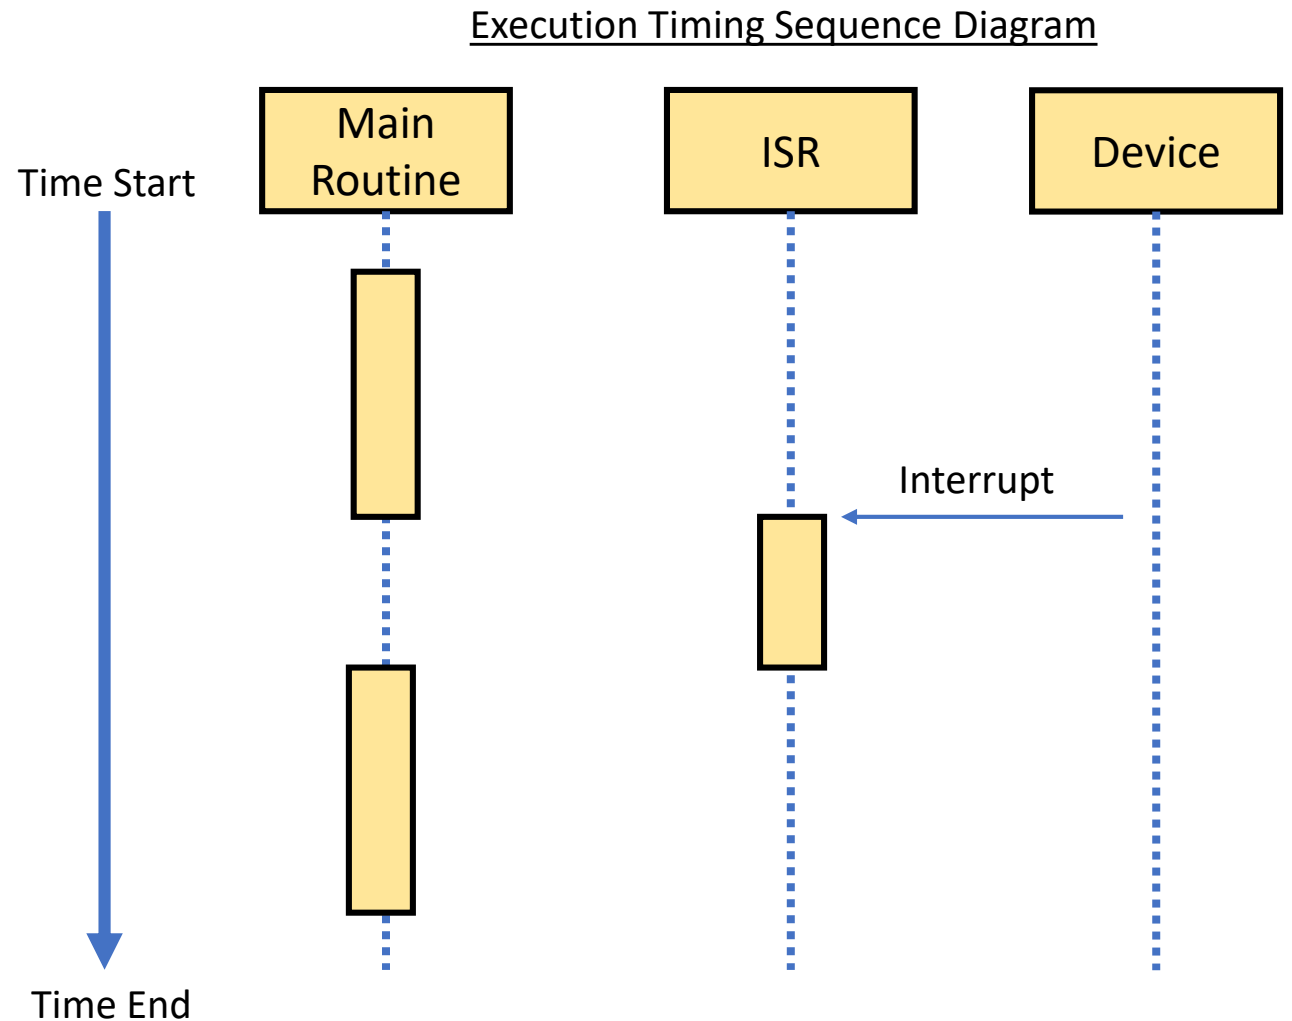 Execution Timing Sequence Diagram
Main
Routine
ISR
Device
Time Start
Interrupt
Time End